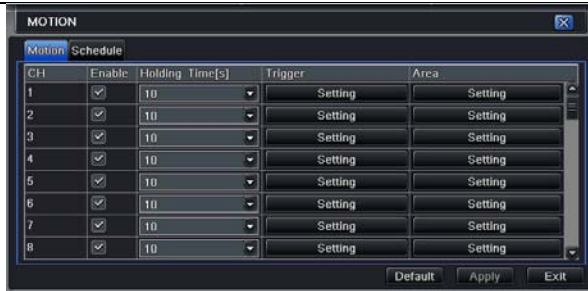 MOTION
Motion Schedule
CH Enable Holding Time[s] Trigger Area
1 10 Setting Setting
2 10 Setting Setting
3 10 Setting Setting
4 10 Setting Setting
5 10 Setting Setting
6 10 Setting Setting
7 10 Setting Setting
8 10 Setting Setting
Default Apply Exit